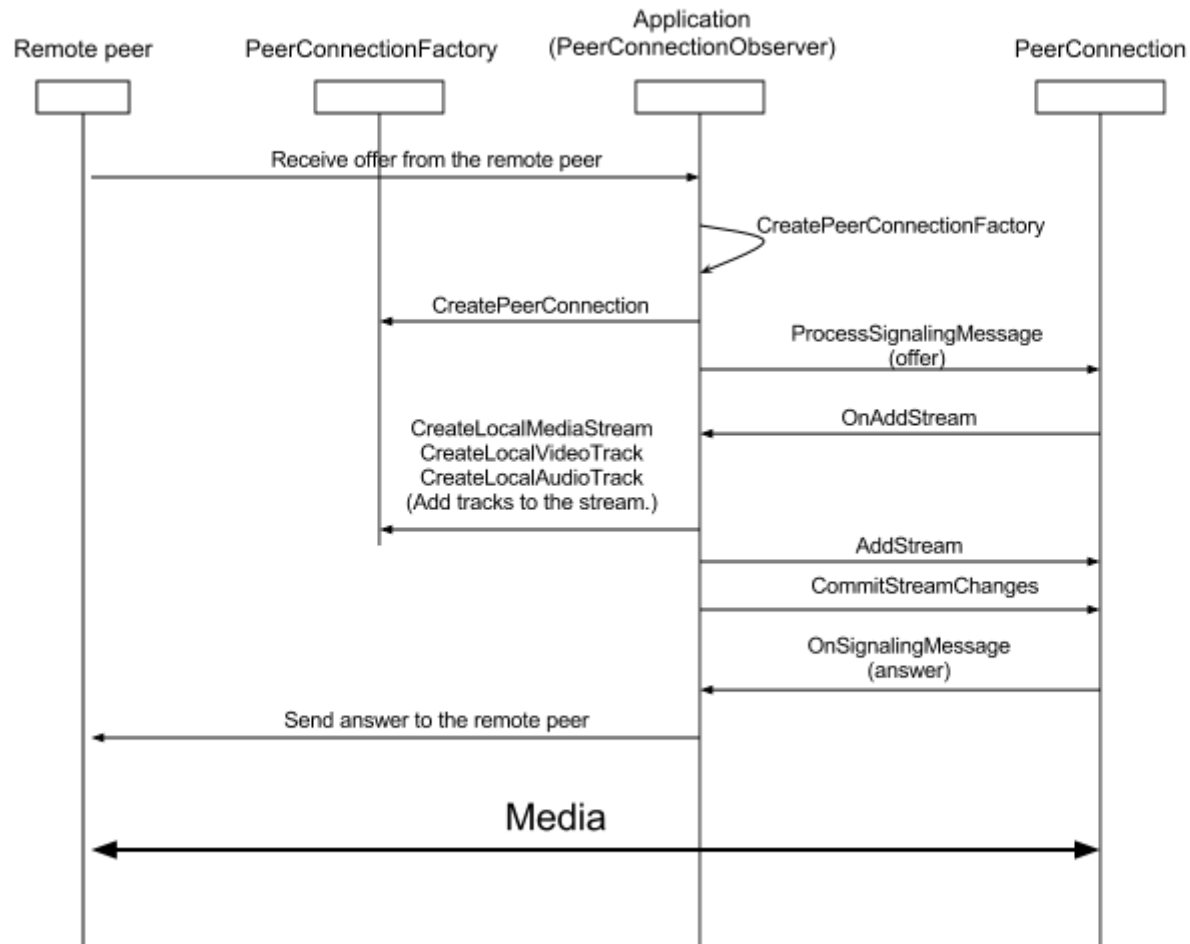 Remote peer
PeerConnectionFactory
Application
(PeerConnectionObserver)
PeerConnection
Receive offer from the remote peer
CreatePeerConnectionFactory
CreatePeerConnection
ProcessSignalingMessage
(offer)
OnAddStream
CreateLocalMediaStream
CreateLocalVideoTrack
CreateLocalAudioTrack
(Add tracks to the stream.)
AddStream
CommitStreamChanges
OnSignalingMessage
(answer)
Send answer to the remote peer
Media